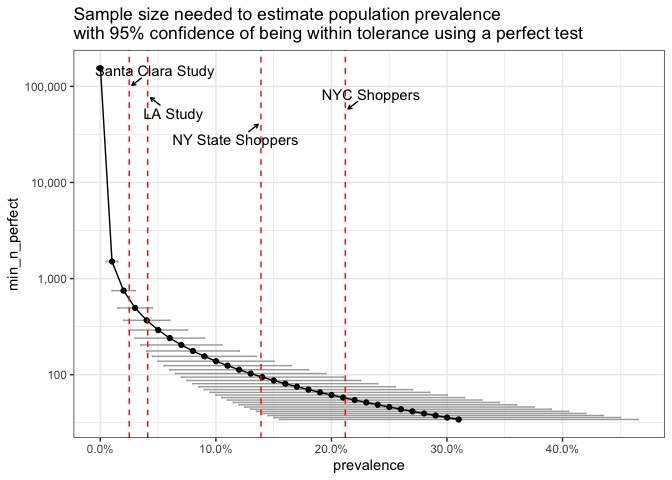 Sample size needed to estimate population prevalence
with 95% confidence of being within tolerance using a perfect test
min_n_perfect
100,000
10,000
1,000
100
Santa Clara Study
LA Study
NY State Shoppers
NYC Shoppers
0.0%
10.0%
20.0%
30.0%
40.0%
prevalence